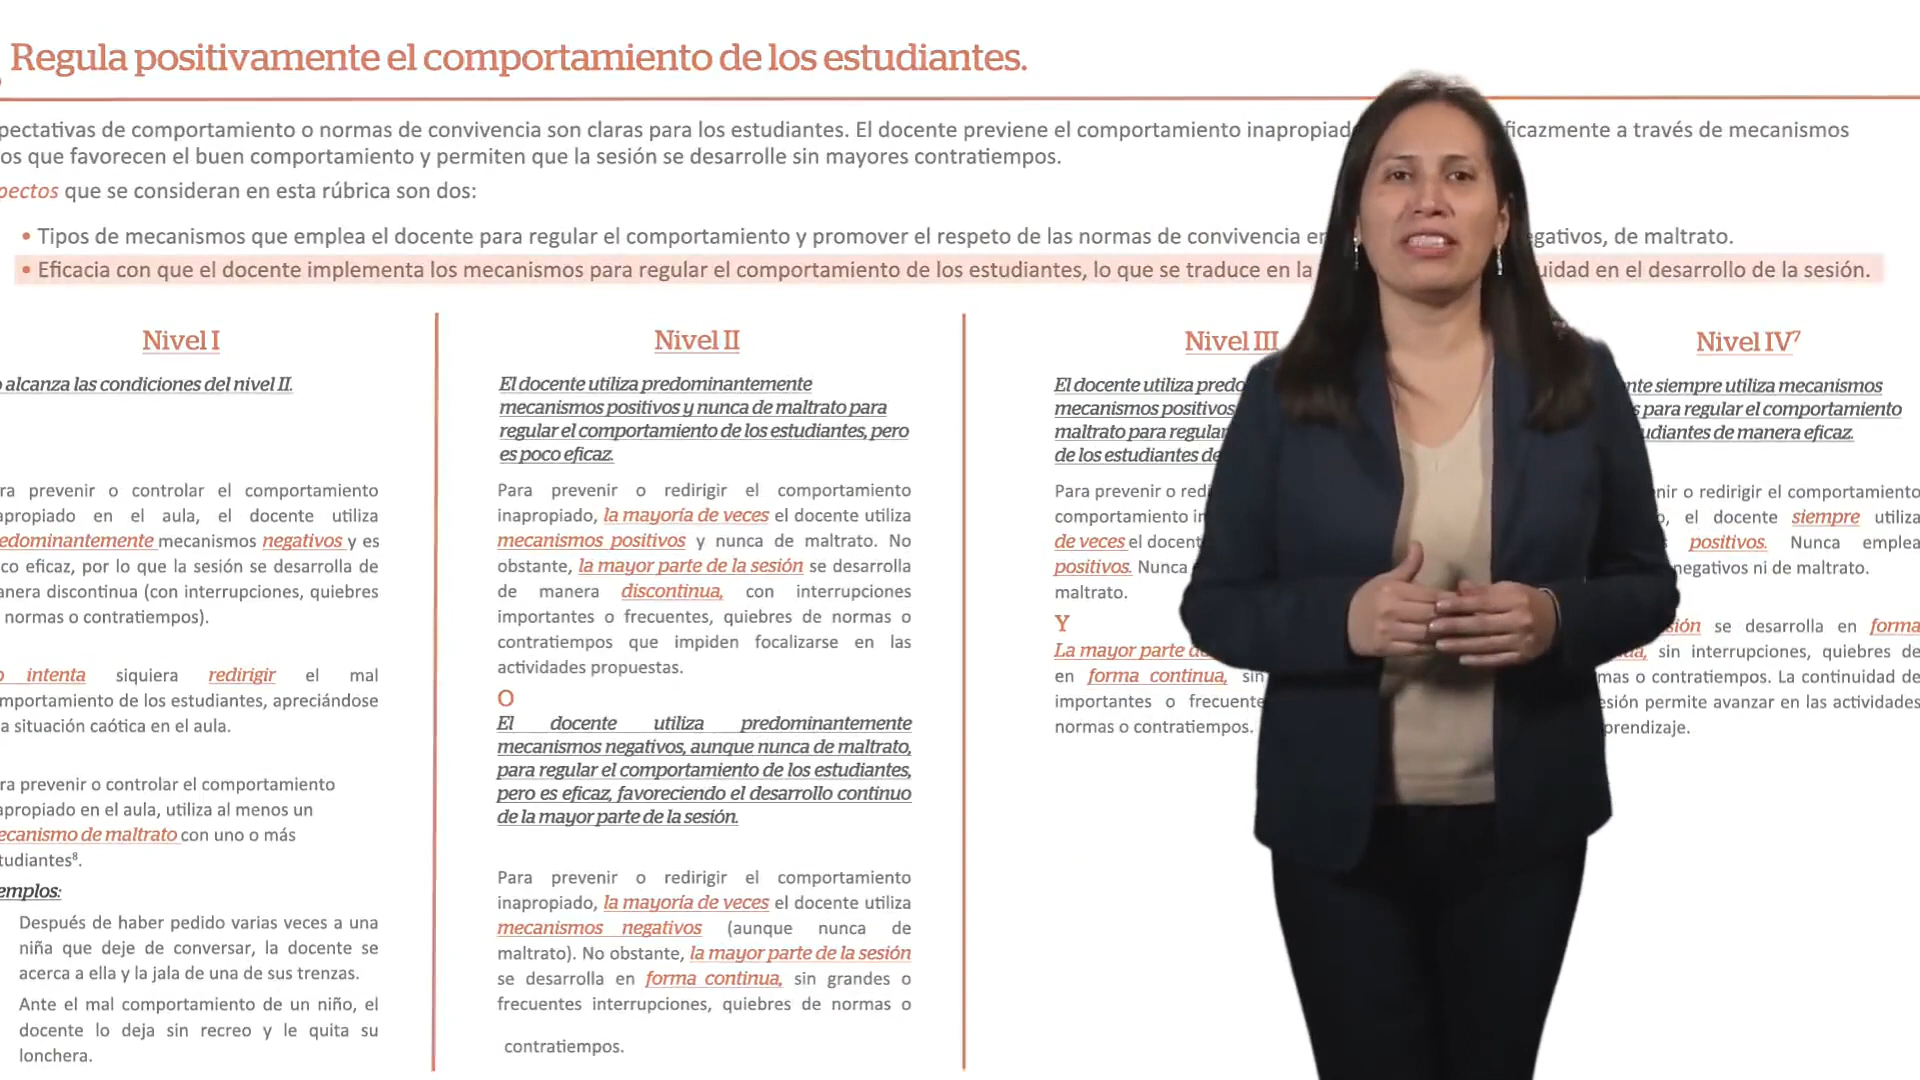 Regula positivamente el comportamiento de los estudiantes.
pectativas de comportamiento o normas de convivencia son claras para los estudiantes. El docente previene el comportamiento inapropiad ficazmente a través de mecanismos
os que favorecen el buen comportamiento y permiten que la sesión se desarrolle sin mayores contratiempos.
pectos que se consideran en esta rúbrica son dos:
• Tipos de mecanismos que emplea el docente para regular el comportamiento y promover el respeto de las normas de convivencia en egativos, de maltrato.
• Eficacia con que el docente implementa los mecanismos para regular el comportamiento de los estudiantes, lo que se traduce en la uidad en el desarrollo de la sesión.
Nivel I
o alcanza las condiciones del nivel II.
ra prevenir o controlar el comportamiento
apropiado en el aula, el docente utiliza
edominantemente mecanismos negativos y es
co eficaz, por lo que la sesión se desarrolla de
anera discontinua (con interrupciones, quiebres
normas o contratiempos).
o intenta siquiera redirigir el mal
mportamiento de los estudiantes, apreciándose
a situación caótica en el aula.
ra prevenir o controlar el comportamiento
apropiado en el aula, utiliza al menos un
ecanismo de maltrato con uno o más
tudiantes⁸.
emplos:
Después de haber pedido varias veces a una
niña que deje de conversar, la docente se
acerca a ella y la jala de una de sus trenzas.
Ante el mal comportamiento de un niño, el
docente lo deja sin recreo y le quita su
lonchera.
Nivel II
El docente utiliza predominantemente
mecanismos positivos y nunca de maltrato para
regular el comportamiento de los estudiantes, pero
es poco eficaz.
Para prevenir o redirigir el comportamiento
inapropiado, la mayoría de veces el docente utiliza
mecanismos positivos y nunca de maltrato. No
obstante, la mayor parte de la sesión se desarrolla
de manera discontinua, con interrupciones
importantes o frecuentes, quiebres de normas o
contratiempos que impiden focalizarse en las
actividades propuestas.
O
El docente utiliza predominantemente
mecanismos negativos, aunque nunca de maltrato,
para regular el comportamiento de los estudiantes,
pero es eficaz, favoreciendo el desarrollo continuo
de la mayor parte de la sesión.
Para prevenir o redirigir el comportamiento
inapropiado, la mayoría de veces el docente utiliza
mecanismos negativos (aunque nunca de
maltrato). No obstante, la mayor parte de la sesión
se desarrolla en forma continua, sin grandes o
frecuentes interrupciones, quiebres de normas o
contratiempos.
Nivel III
El docente utiliza predo
mecanismos positivos
maltrato para regular
de los estudiantes de
Para prevenir o redi
comportamiento in
de veces el docent
positivos. Nunca
maltrato.
Y
La mayor parte de
en forma continua, sin
importantes o frecuente
normas o contratiempos.
Nivel IV⁷
nte siempre utiliza mecanismos
s para regular el comportamiento
udiantes de manera eficaz.
nir o redirigir el comportamiento
o, el docente siempre utiliza
positivos. Nunca emplea
negativos ni de maltrato.
sión se desarrolla en forma
ua, sin interrupciones, quiebres de
mas o contratiempos. La continuidad de
esión permite avanzar en las actividades
prendizaje.